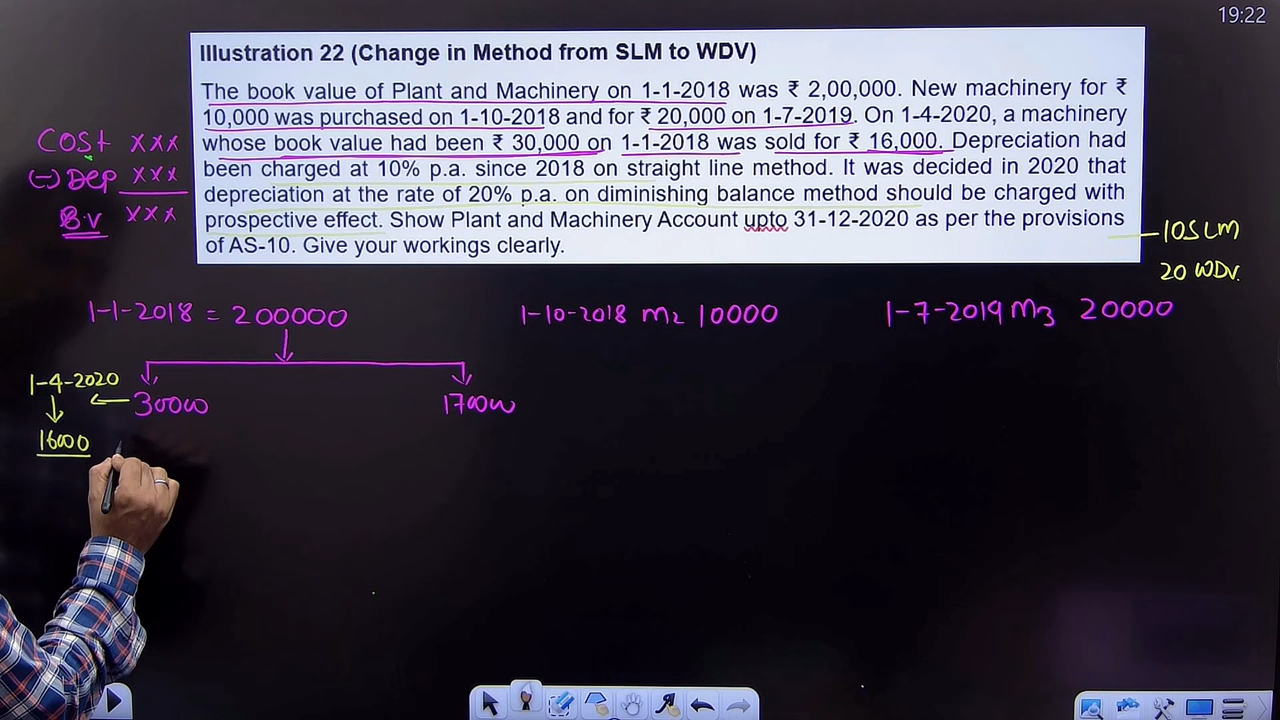 19:22
Illustration 22 (Change in Method from SLM to WDV)
The book value of Plant and Machinery on 1-1-2018 was ₹ 2,00,000. New machinery for ₹
10,000 was purchased on 1-10-2018 and for ₹ 20,000 on 1-7-2019. On 1-4-2020, a machinery
whose book value had been ₹ 30,000 on 1-1-2018 was sold for ₹ 16,000. Depreciation had
been charged at 10% p.a. since 2018 on straight line method. It was decided in 2020 that
depreciation at the rate of 20% p.a. on diminishing balance method should be charged with
prospective effect. Show Plant and Machinery Account upto 31-12-2020 as per the provisions
of AS-10. Give your workings clearly.
COSt xxx
(-) Dep xxx
B.V xxx
10SLM
20 WDV.
1-1-2018 = 200000
1-10-2018 M2 10000
1-7-2019 M3 20000
1-4-2020
30000
170000
16000